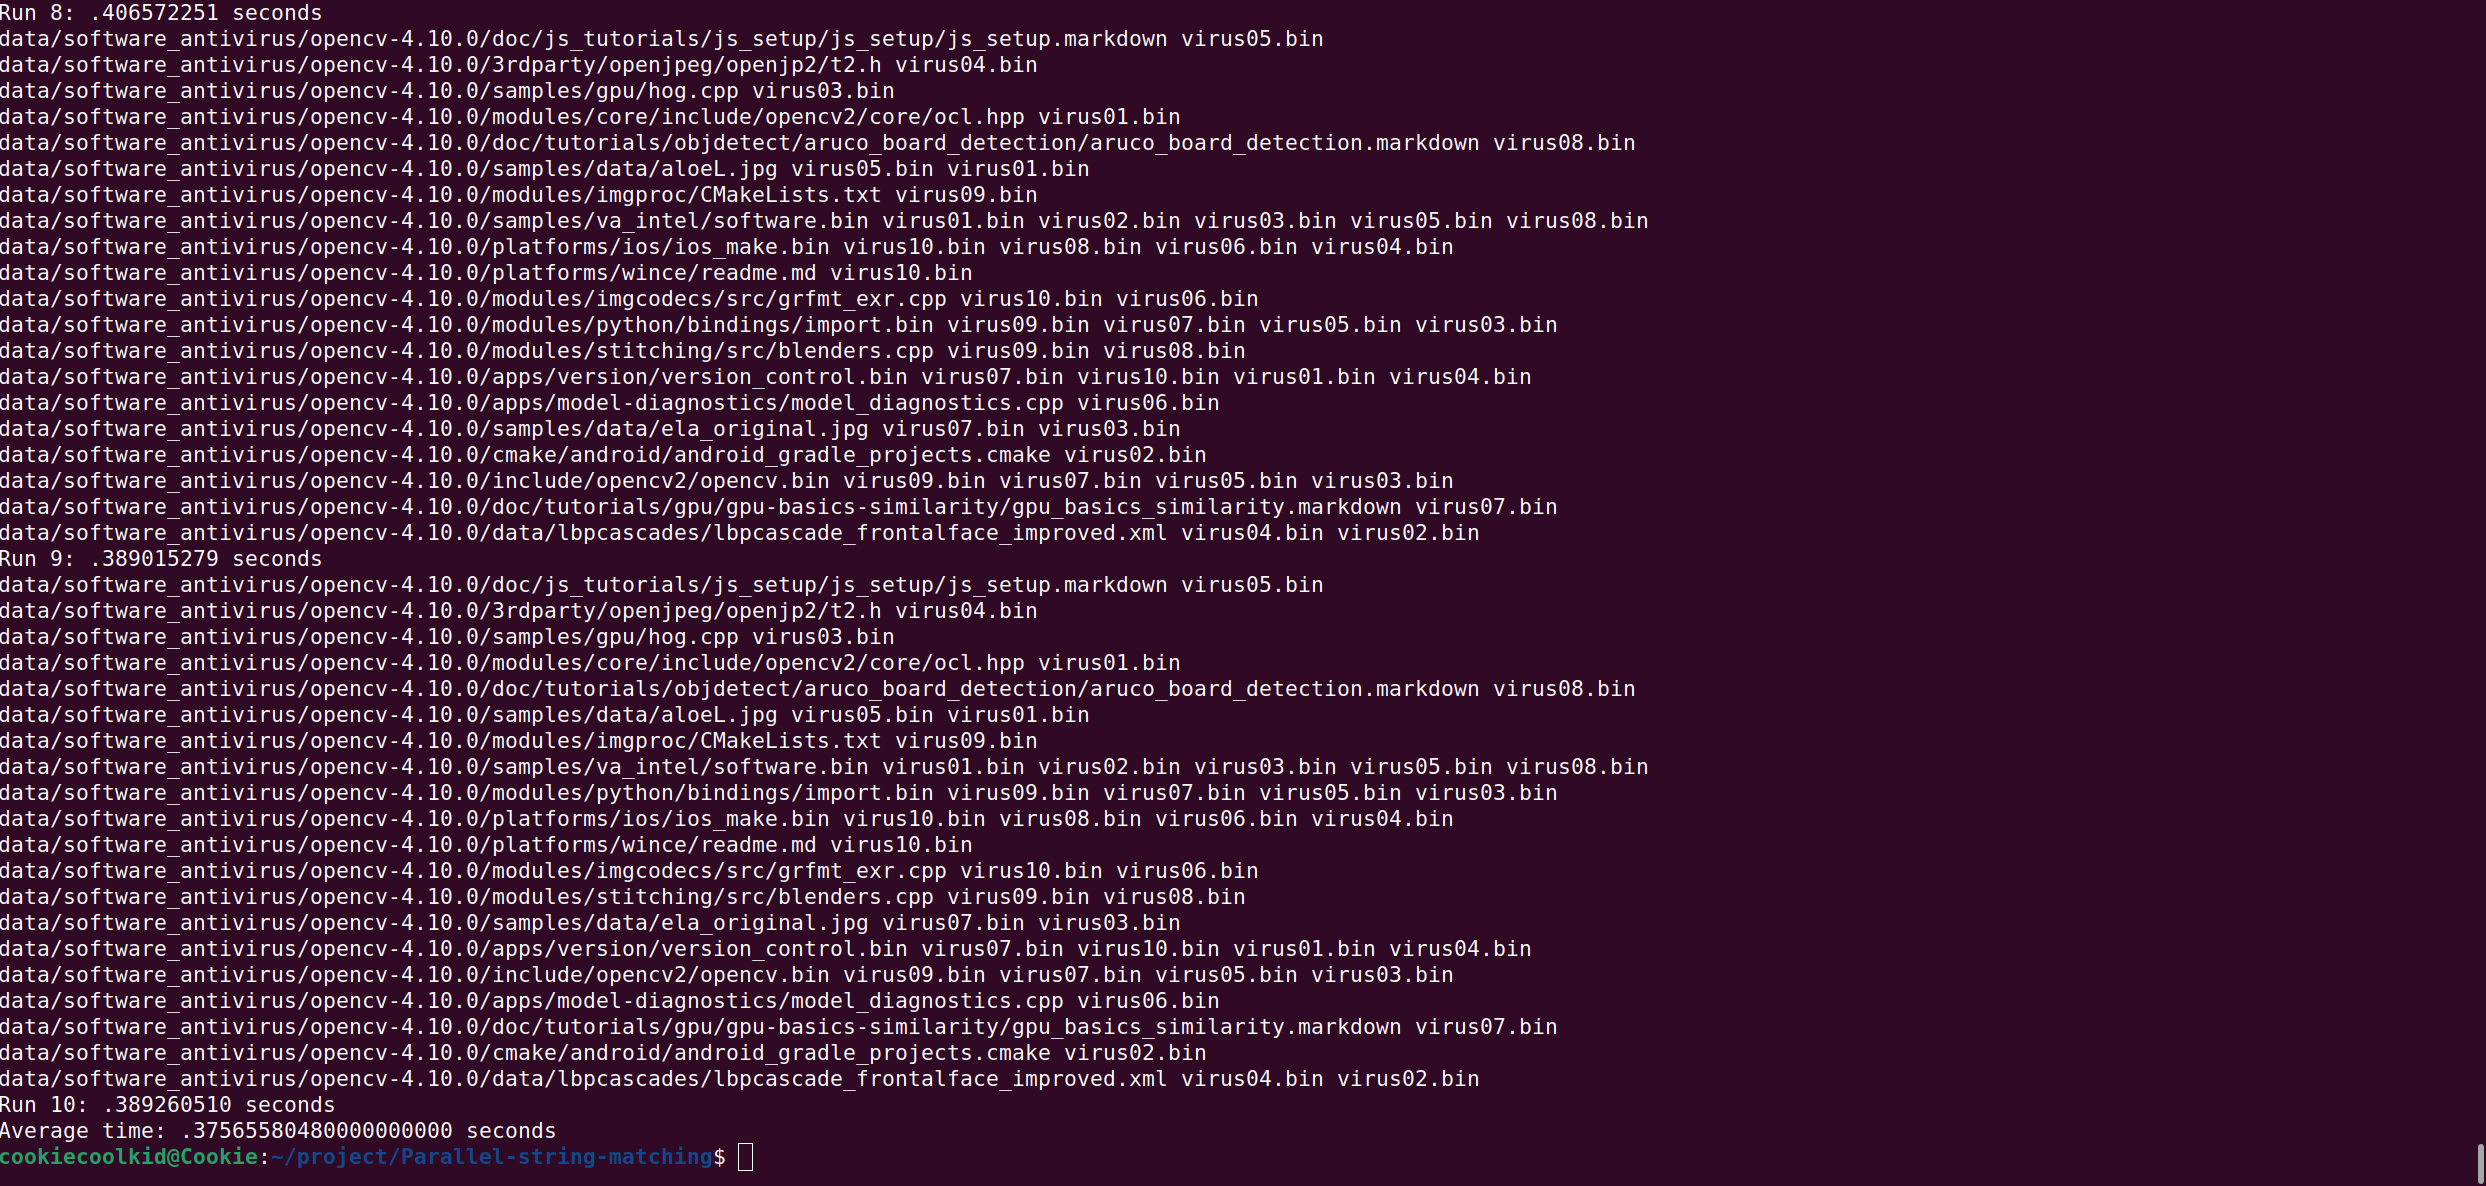 Run 8: .406572251 seconds
data/software_antivirus/opencv-4.10.0/doc/js_tutorials/js_setup/js_setup/js_setup.markdown virus05.bin
data/software_antivirus/opencv-4.10.0/3rdparty/openjpeg/openjp2/t2.h virus04.bin
data/software_antivirus/opencv-4.10.0/samples/gpu/hog.cpp virus03.bin
data/software_antivirus/opencv-4.10.0/modules/core/include/opencv2/core/ocl.hpp virus01.bin
data/software_antivirus/opencv-4.10.0/doc/tutorials/objdetect/aruco_board_detection/aruco_board_detection.markdown virus08.bin
data/software_antivirus/opencv-4.10.0/samples/data/aloeL.jpg virus05.bin virus01.bin
data/software_antivirus/opencv-4.10.0/modules/imgproc/CMakeLists.txt virus09.bin
data/software_antivirus/opencv-4.10.0/samples/va_intel/software.bin virus01.bin virus02.bin virus03.bin virus05.bin virus08.bin
data/software_antivirus/opencv-4.10.0/platforms/ios/ios_make.bin virus10.bin virus08.bin virus06.bin virus04.bin
data/software_antivirus/opencv-4.10.0/platforms/wince/readme.md virus10.bin
data/software_antivirus/opencv-4.10.0/modules/imgcodecs/src/grfmt_exr.cpp virus10.bin virus06.bin
data/software_antivirus/opencv-4.10.0/modules/python/bindings/import.bin virus09.bin virus07.bin virus05.bin virus03.bin
data/software_antivirus/opencv-4.10.0/modules/stitching/src/blenders.cpp virus09.bin virus08.bin
data/software_antivirus/opencv-4.10.0/apps/version/version_control.bin virus07.bin virus10.bin virus01.bin virus04.bin
data/software_antivirus/opencv-4.10.0/apps/model-diagnostics/model_diagnostics.cpp virus06.bin
data/software_antivirus/opencv-4.10.0/samples/data/ela_original.jpg virus07.bin virus03.bin
data/software_antivirus/opencv-4.10.0/cmake/android/android_gradle_projects.cmake virus02.bin
data/software_antivirus/opencv-4.10.0/include/opencv2/opencv.bin virus09.bin virus07.bin virus05.bin virus03.bin
data/software_antivirus/opencv-4.10.0/doc/tutorials/gpu/gpu-basics-similarity/gpu_basics_similarity.markdown virus07.bin
data/software_antivirus/opencv-4.10.0/data/lbpcascades/lbpcascade_frontalface_improved.xml virus04.bin virus02.bin
Run 9: .389015279 seconds
data/software_antivirus/opencv-4.10.0/doc/js_tutorials/js_setup/js_setup/js_setup.markdown virus05.bin
data/software_antivirus/opencv-4.10.0/3rdparty/openjpeg/openjp2/t2.h virus04.bin
data/software_antivirus/opencv-4.10.0/samples/gpu/hog.cpp virus03.bin
data/software_antivirus/opencv-4.10.0/modules/core/include/opencv2/core/ocl.hpp virus01.bin
data/software_antivirus/opencv-4.10.0/doc/tutorials/objdetect/aruco_board_detection/aruco_board_detection.markdown virus08.bin
data/software_antivirus/opencv-4.10.0/samples/data/aloeL.jpg virus05.bin virus01.bin
data/software_antivirus/opencv-4.10.0/modules/imgproc/CMakeLists.txt virus09.bin
data/software_antivirus/opencv-4.10.0/samples/va_intel/software.bin virus01.bin virus02.bin virus03.bin virus05.bin virus08.bin
data/software_antivirus/opencv-4.10.0/modules/python/bindings/import.bin virus09.bin virus07.bin virus05.bin virus03.bin
data/software_antivirus/opencv-4.10.0/platforms/ios/ios_make.bin virus10.bin virus08.bin virus06.bin virus04.bin
data/software_antivirus/opencv-4.10.0/platforms/wince/readme.md virus10.bin
data/software_antivirus/opencv-4.10.0/modules/imgcodecs/src/grfmt_exr.cpp virus10.bin virus06.bin
data/software_antivirus/opencv-4.10.0/modules/stitching/src/blenders.cpp virus09.bin virus08.bin
data/software_antivirus/opencv-4.10.0/samples/data/ela_original.jpg virus07.bin virus03.bin
data/software_antivirus/opencv-4.10.0/apps/version/version_control.bin virus07.bin virus10.bin virus01.bin virus04.bin
data/software_antivirus/opencv-4.10.0/include/opencv2/opencv.bin virus09.bin virus07.bin virus05.bin virus03.bin
data/software_antivirus/opencv-4.10.0/apps/model-diagnostics/model_diagnostics.cpp virus06.bin
data/software_antivirus/opencv-4.10.0/doc/tutorials/gpu/gpu-basics-similarity/gpu_basics_similarity.markdown virus07.bin
data/software_antivirus/opencv-4.10.0/cmake/android/android_gradle_projects.cmake virus02.bin
data/software_antivirus/opencv-4.10.0/data/lbpcascades/lbpcascade_frontalface_improved.xml virus04.bin virus02.bin
Run 10: .389260510 seconds
Average time: .37565580480000000000 seconds
cookiecoolkid@Cookie:~/project/Parallel-string-matching$